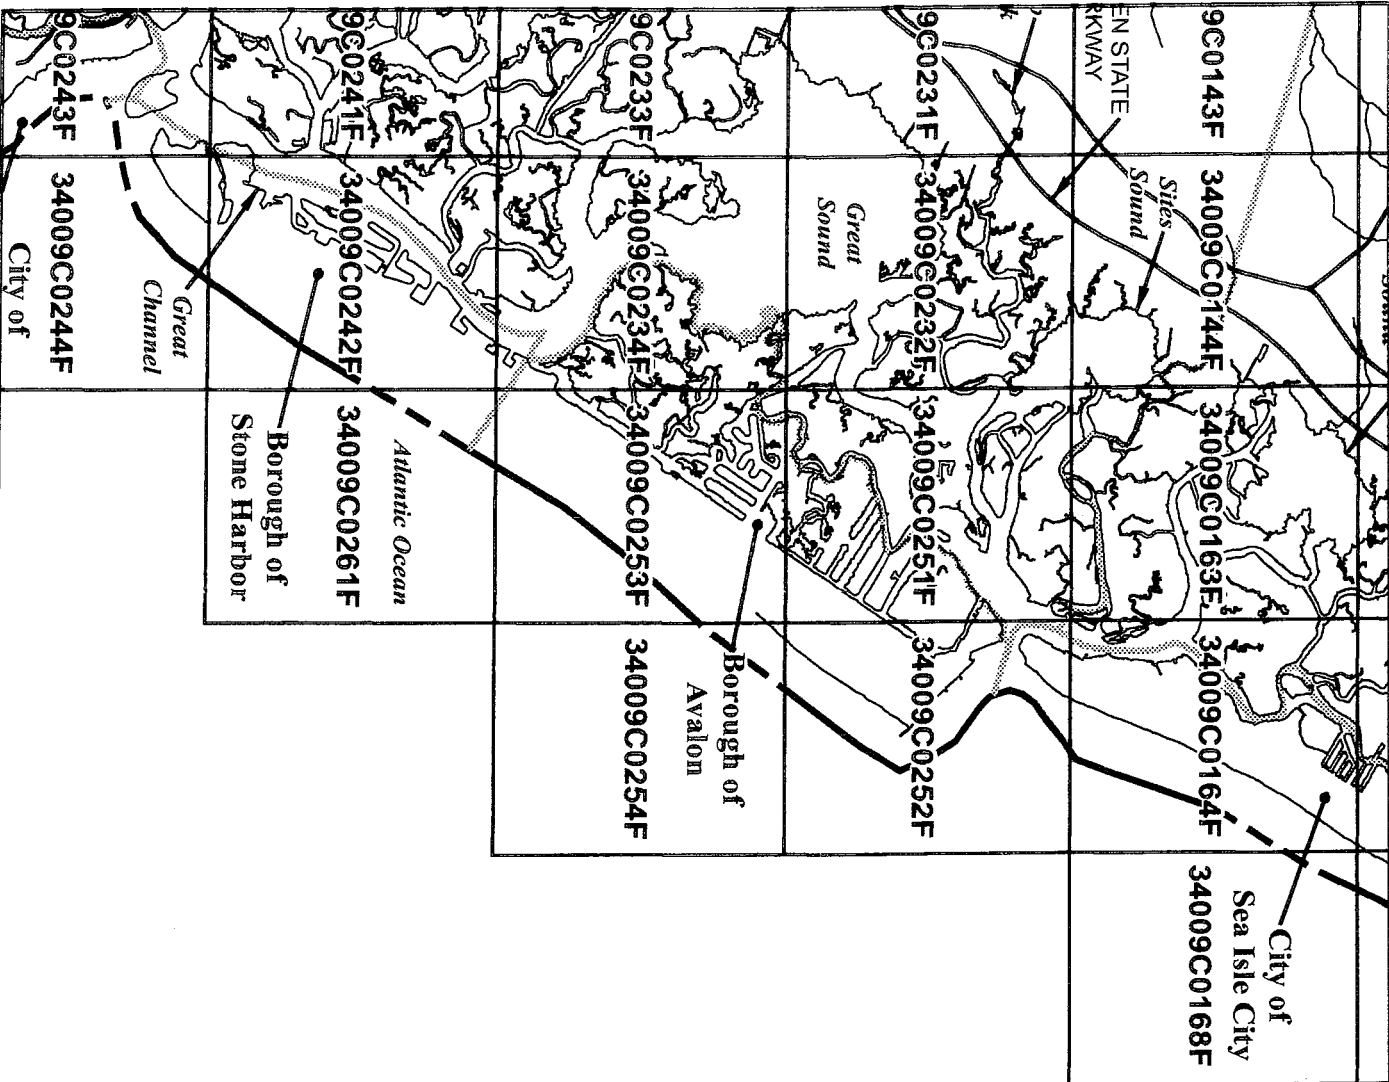 9C0143F
34009C0144F
34009C0163F
34009C0164F
34009C0168F
City of
Sea Isle City
EN STATE
RKWAY
Sites
Sound
9C0231F
34009C0232F
34009C0251F
34009C0252F
Great
Sound
Borough of
Avalon
9C0233F
34009C0234F
34009C0253F
34009C0254F
Atlantic Ocean
9C0241F
34009C0242F
34009C0261F
Borough of
Stone Harbor
Great
Channel
9C0243F
34009C0244F
City of